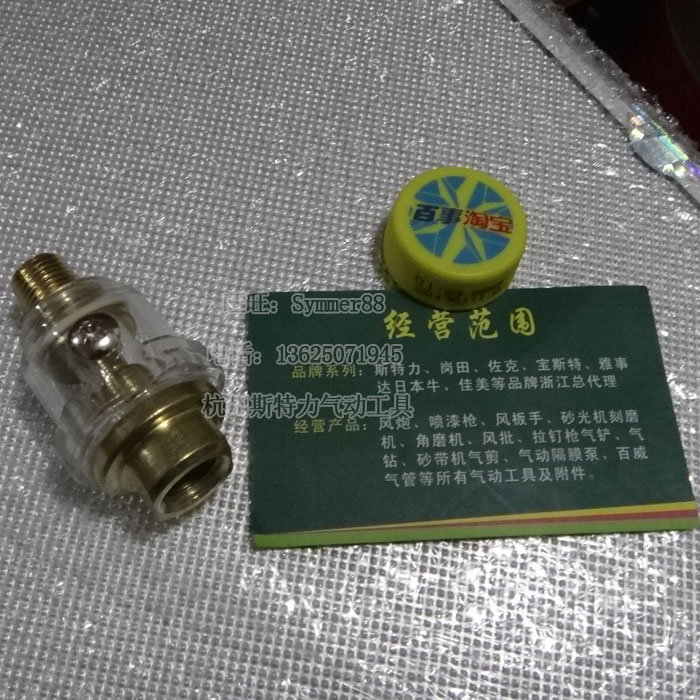 百事淘宝
旺旺：Symmer88
经营范围
电话：13625071945
品牌系列：斯特力、岗田、佐克、宝斯特、雅事
达日本牛、佳美等品牌浙江总代理
杭州斯特力气动工具
经营产品：风炮、喷漆枪、风板手、砂光机刻磨
机、角磨机、风批、拉钉枪气铲、气
钻、砂带机气剪、气动隔膜泵、百威
气管等所有气动工具及附件。